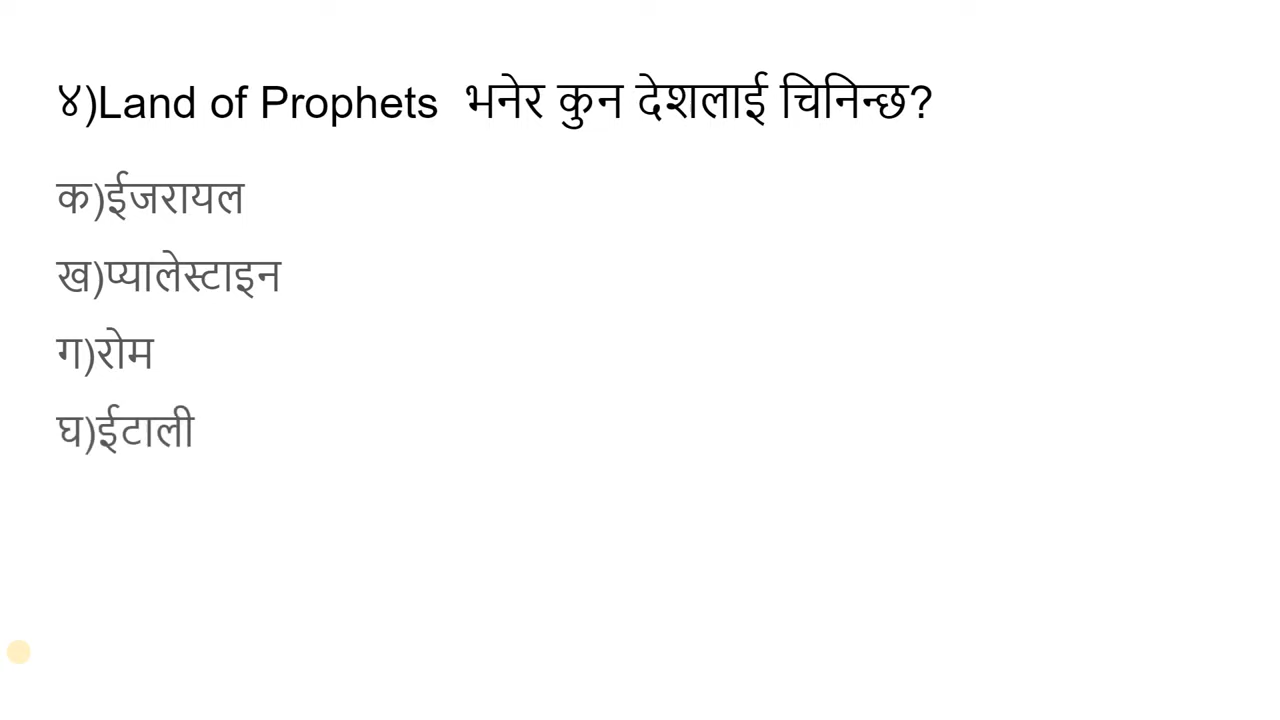 ४)Land of Prophets भनेर कुन देशलाई चिनिन्छ?
क)ईजरायल
ख)प्यालेस्टाइन
ग)रोम
घ)ईटाली